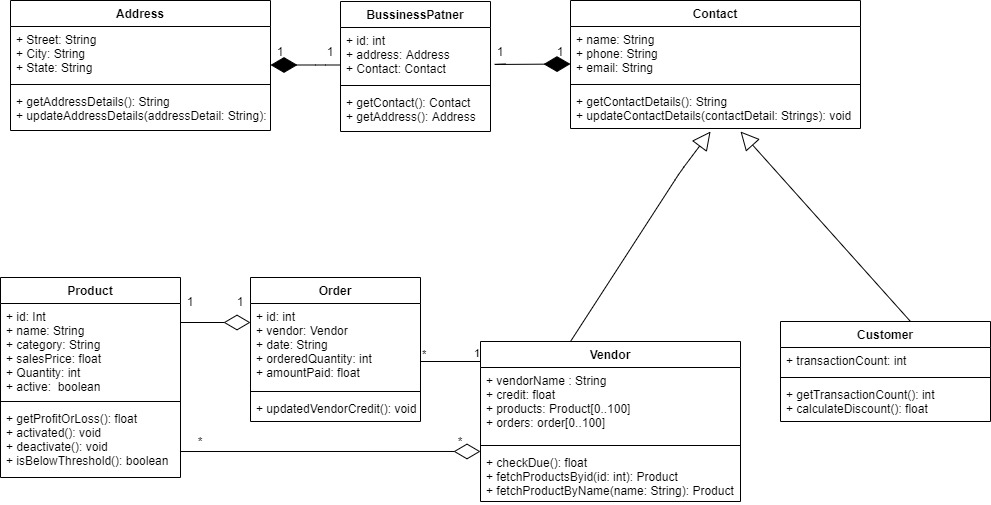 Address
+ Street: String
+ City: String
+ State: String
+ getAddressDetails(): String
+ updateAddressDetails(addressDetail: String):
1
1
BussinessPatner
+ id: int
+ address: Address
+ Contact: Contact
+ getContact(): Contact
+ getAddress(): Address
1
1
Contact
+ name: String
+ phone: String
+ email: String
+ getContactDetails(): String
+ updateContactDetails(contactDetail: Strings): void
Product
+ id: Int
+ name: String
+ category: String
+ salesPrice: float
+ Quantity: int
+ active: boolean
+ getProfitOrLoss(): float
+ activated(): void
+ deactivate(): void
+ isBelowThreshold(): boolean
1
1
Order
+ id: int
+ vendor: Vendor
+ date: String
+ orderedQuantity: int
+ amountPaid: float
+ updatedVendorCredit(): void
*
1
*
*
Vendor
+ vendorName : String
+ credit: float
+ products: Product[0..100]
+ orders: order[0..100]
+ checkDue(): float
+ fetchProductsByid(id: int): Product
+ fetchProductByName(name: String): Product
Customer
+ transactionCount: int
+ getTransactionCount(): int
+ calculateDiscount(): float